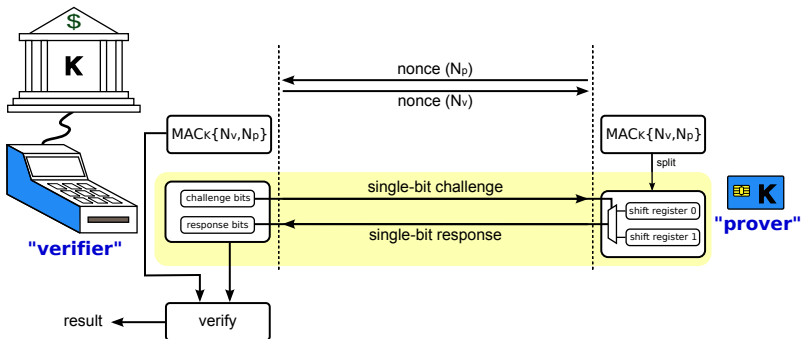 $
K
nonce (Np)
nonce (Nv)
MACK{Nv,Np}
MACK{Nv,Np}
split
single-bit challenge
challenge bits
shift register 0
K
response bits
single-bit response
shift register 1
"verifier"
"prover"
result
verify